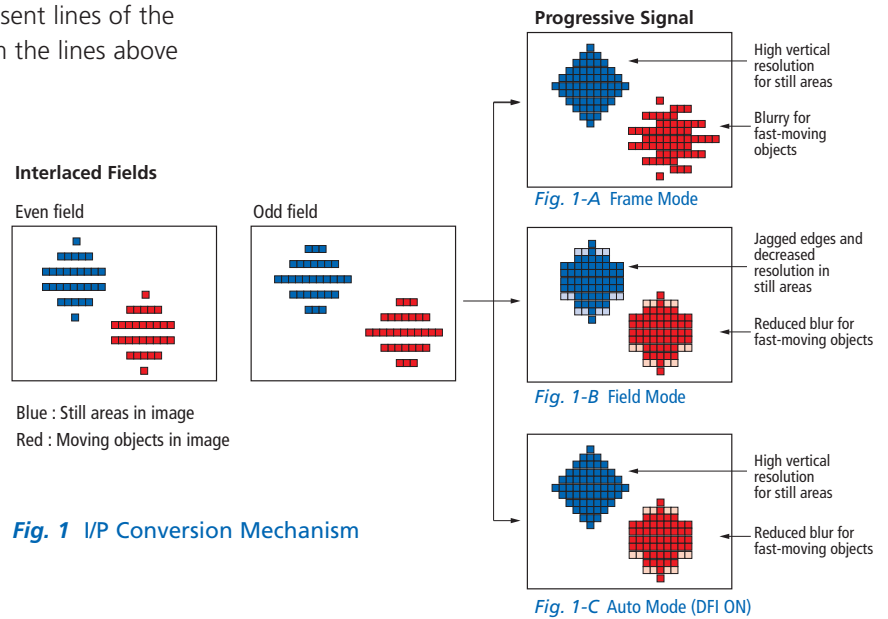 sent lines of the
the lines above
Progressive Signal
High vertical
resolution
for still areas
Blurry for
fast-moving
objects
Fig. 1-A Frame Mode
Interlaced Fields
Even field
Odd field
Jagged edges and
decreased
resolution in
still areas
Reduced blur for
fast-moving objects
Fig. 1-B Field Mode
Blue : Still areas in image
Red : Moving objects in image
High vertical
resolution
for still areas
Reduced blur for
fast-moving objects
Fig. 1 I/P Conversion Mechanism
Fig. 1-C Auto Mode (DFI ON)